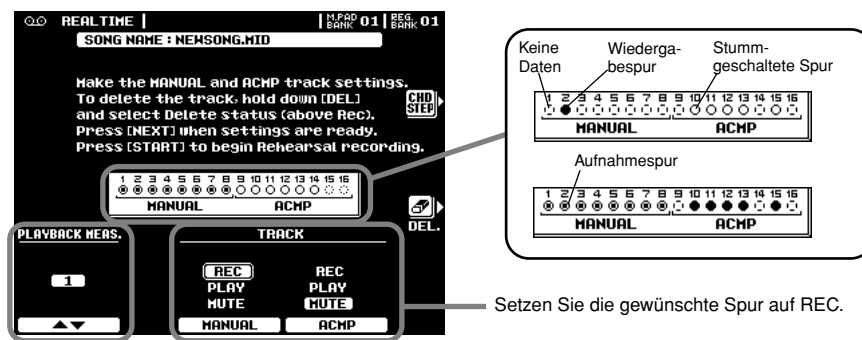 REALTIME
M.PAD BANK 01 REG. BANK 01
SONG NAME : NEWSONG.MID
Make the MANUAL and ACMP track settings.
To delete the track, hold down [DEL]
and select Delete status (above Rec).
Press [NEXT] when settings are ready.
Press [START] to begin Rehearsal recording.
CHD STEP
1 2 3 4 5 6 7 8 9 10 11 12 13 14 15 16
MANUAL ACMP
DEL.
PLAYBACK MEAS.
1
TRACK
REC REC
PLAY PLAY
MUTE MUTE
MANUAL ACMP
Keine Daten
Wiederga-
bespur
Stumm-
geschaltete Spur
1 2 3 4 5 6 7 8 9 10 11 12 13 14 15 16
MANUAL ACMP
Aufnahmespur
1 2 3 4 5 6 7 8 9 10 11 12 13 14 15 16
MANUAL ACMP
Setzen Sie die gewünschte Spur auf REC.